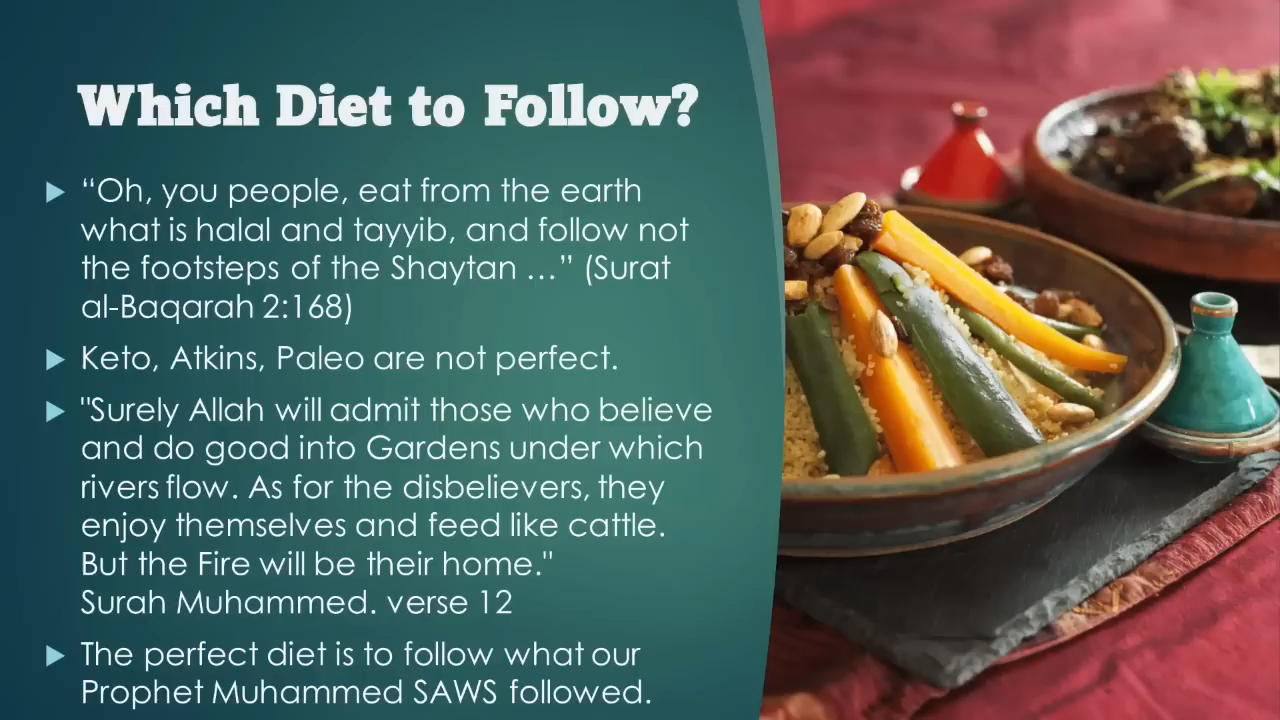 Which Diet to Follow?
“Oh, you people, eat from the earth
what is halal and tayyib, and follow not
the footsteps of the Shaytan …” (Surat
al-Baqarah 2:168)
Keto, Atkins, Paleo are not perfect.
"Surely Allah will admit those who believe
and do good into Gardens under which
rivers flow. As for the disbelievers, they
enjoy themselves and feed like cattle.
But the Fire will be their home."
Surah Muhammed. verse 12
The perfect diet is to follow what our
Prophet Muhammed SAWS followed.